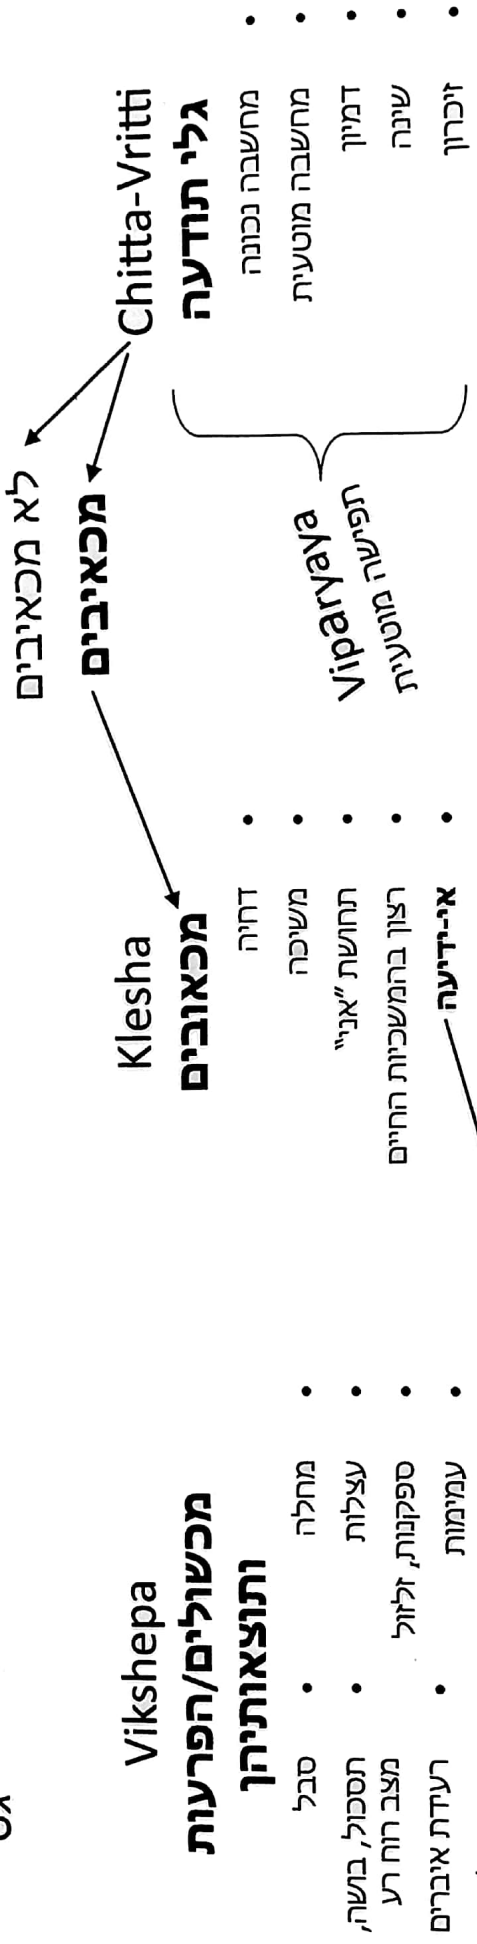 לא מכאיבים
מכאיבים
Chitta-Vritti
גלי תודעה
• מחשבה נכונה
• מחשבה מוטעית
• דמיון
• שינה
• זיכרון
Viparyaya
תפישה מוטעית
Klesha
מכאובים
• דחיה
• משיכה
• תחושת "אני"
• רצון בהמשכיות החיים
• אי-ידיעה
Vikshepa
מכשולים/הפרעות
ותוצאותיהן
• מחלה
• עצלות
• ספקנות, זלזול
• עמימות
• סבל
• תסכול, בושה,
מצב רוח רע
• רעידת איברים